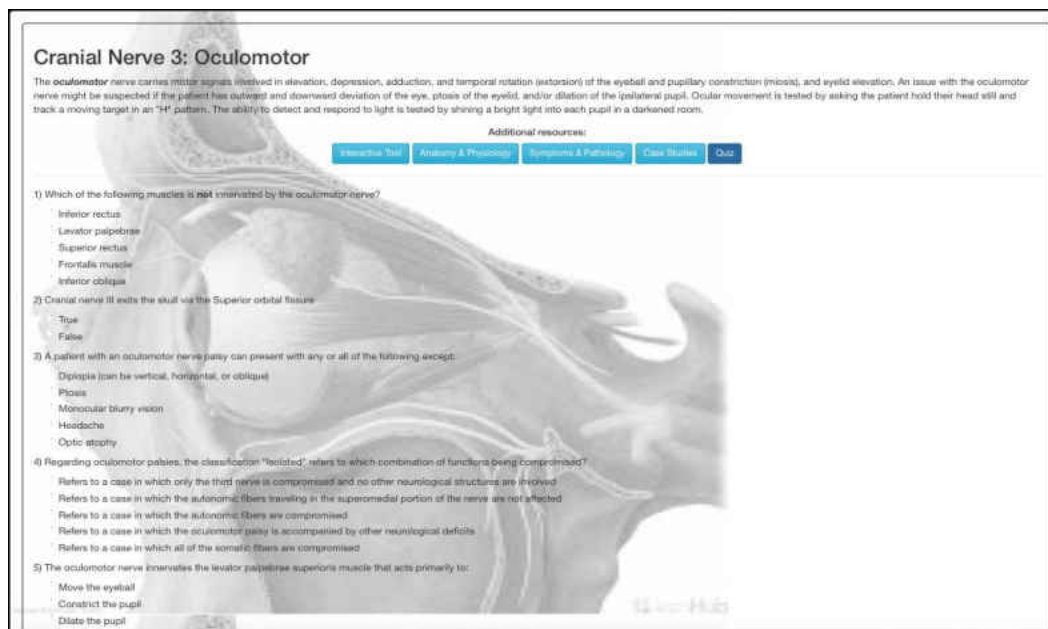 Cranial Nerve 3: Oculomotor
The oculomotor nerve carries motor signals involved in elevation, depression, adduction, and temporal rotation (extorsion) of the eyeball and pupillary constriction (miosis), and eyelid elevation. An issue with the oculomotor
nerve might be suspected if the patient has outward and downward deviation of the eye, ptosis of the eyelid, and/or dilation of the ipsilateral pupil. Ocular movement is tested by asking the patient hold their head still and
track a moving target in an "H" pattern. The ability to detect and respond to light is tested by shining a bright light into each pupil in a darkened room.
Additional resources:
Interactive Tool Anatomy & Physiology Symptoms & Pathology Case Studies Quiz
1) Which of the following muscles is not innervated by the oculomotor nerve?
Inferior rectus
Levator palpebrae
Superior rectus
Frontalis muscle
Inferior oblique
2) Cranial nerve III exits the skull via the Superior orbital fissure
True
False
3) A patient with an oculomotor nerve palsy can present with any or all of the following except:
Diplopia (can be vertical, horizontal, or oblique)
Ptosis
Monocular blurry vision
Headache
Optic atophy
4) Regarding oculomotor palsies, the classification "Isolated" refers to which combination of functions being compromised?
Refers to a case in which only the third nerve is compromised and no other neurological structures are involved
Refers to a case in which the autonomic fibers traveling in the superomedial portion of the nerve are not affected
Refers to a case in which the autonomic fibers are compromised
Refers to a case in which the oculomotor palsy is accompanied by other neurological deficits
Refers to a case in which all of the somatic fibers are compromised
5) The oculomotor nerve innervates the levator palpebrae superioris muscle that acts primarily to:
Move the eyeball
Constrict the pupil
Dilate the pupil